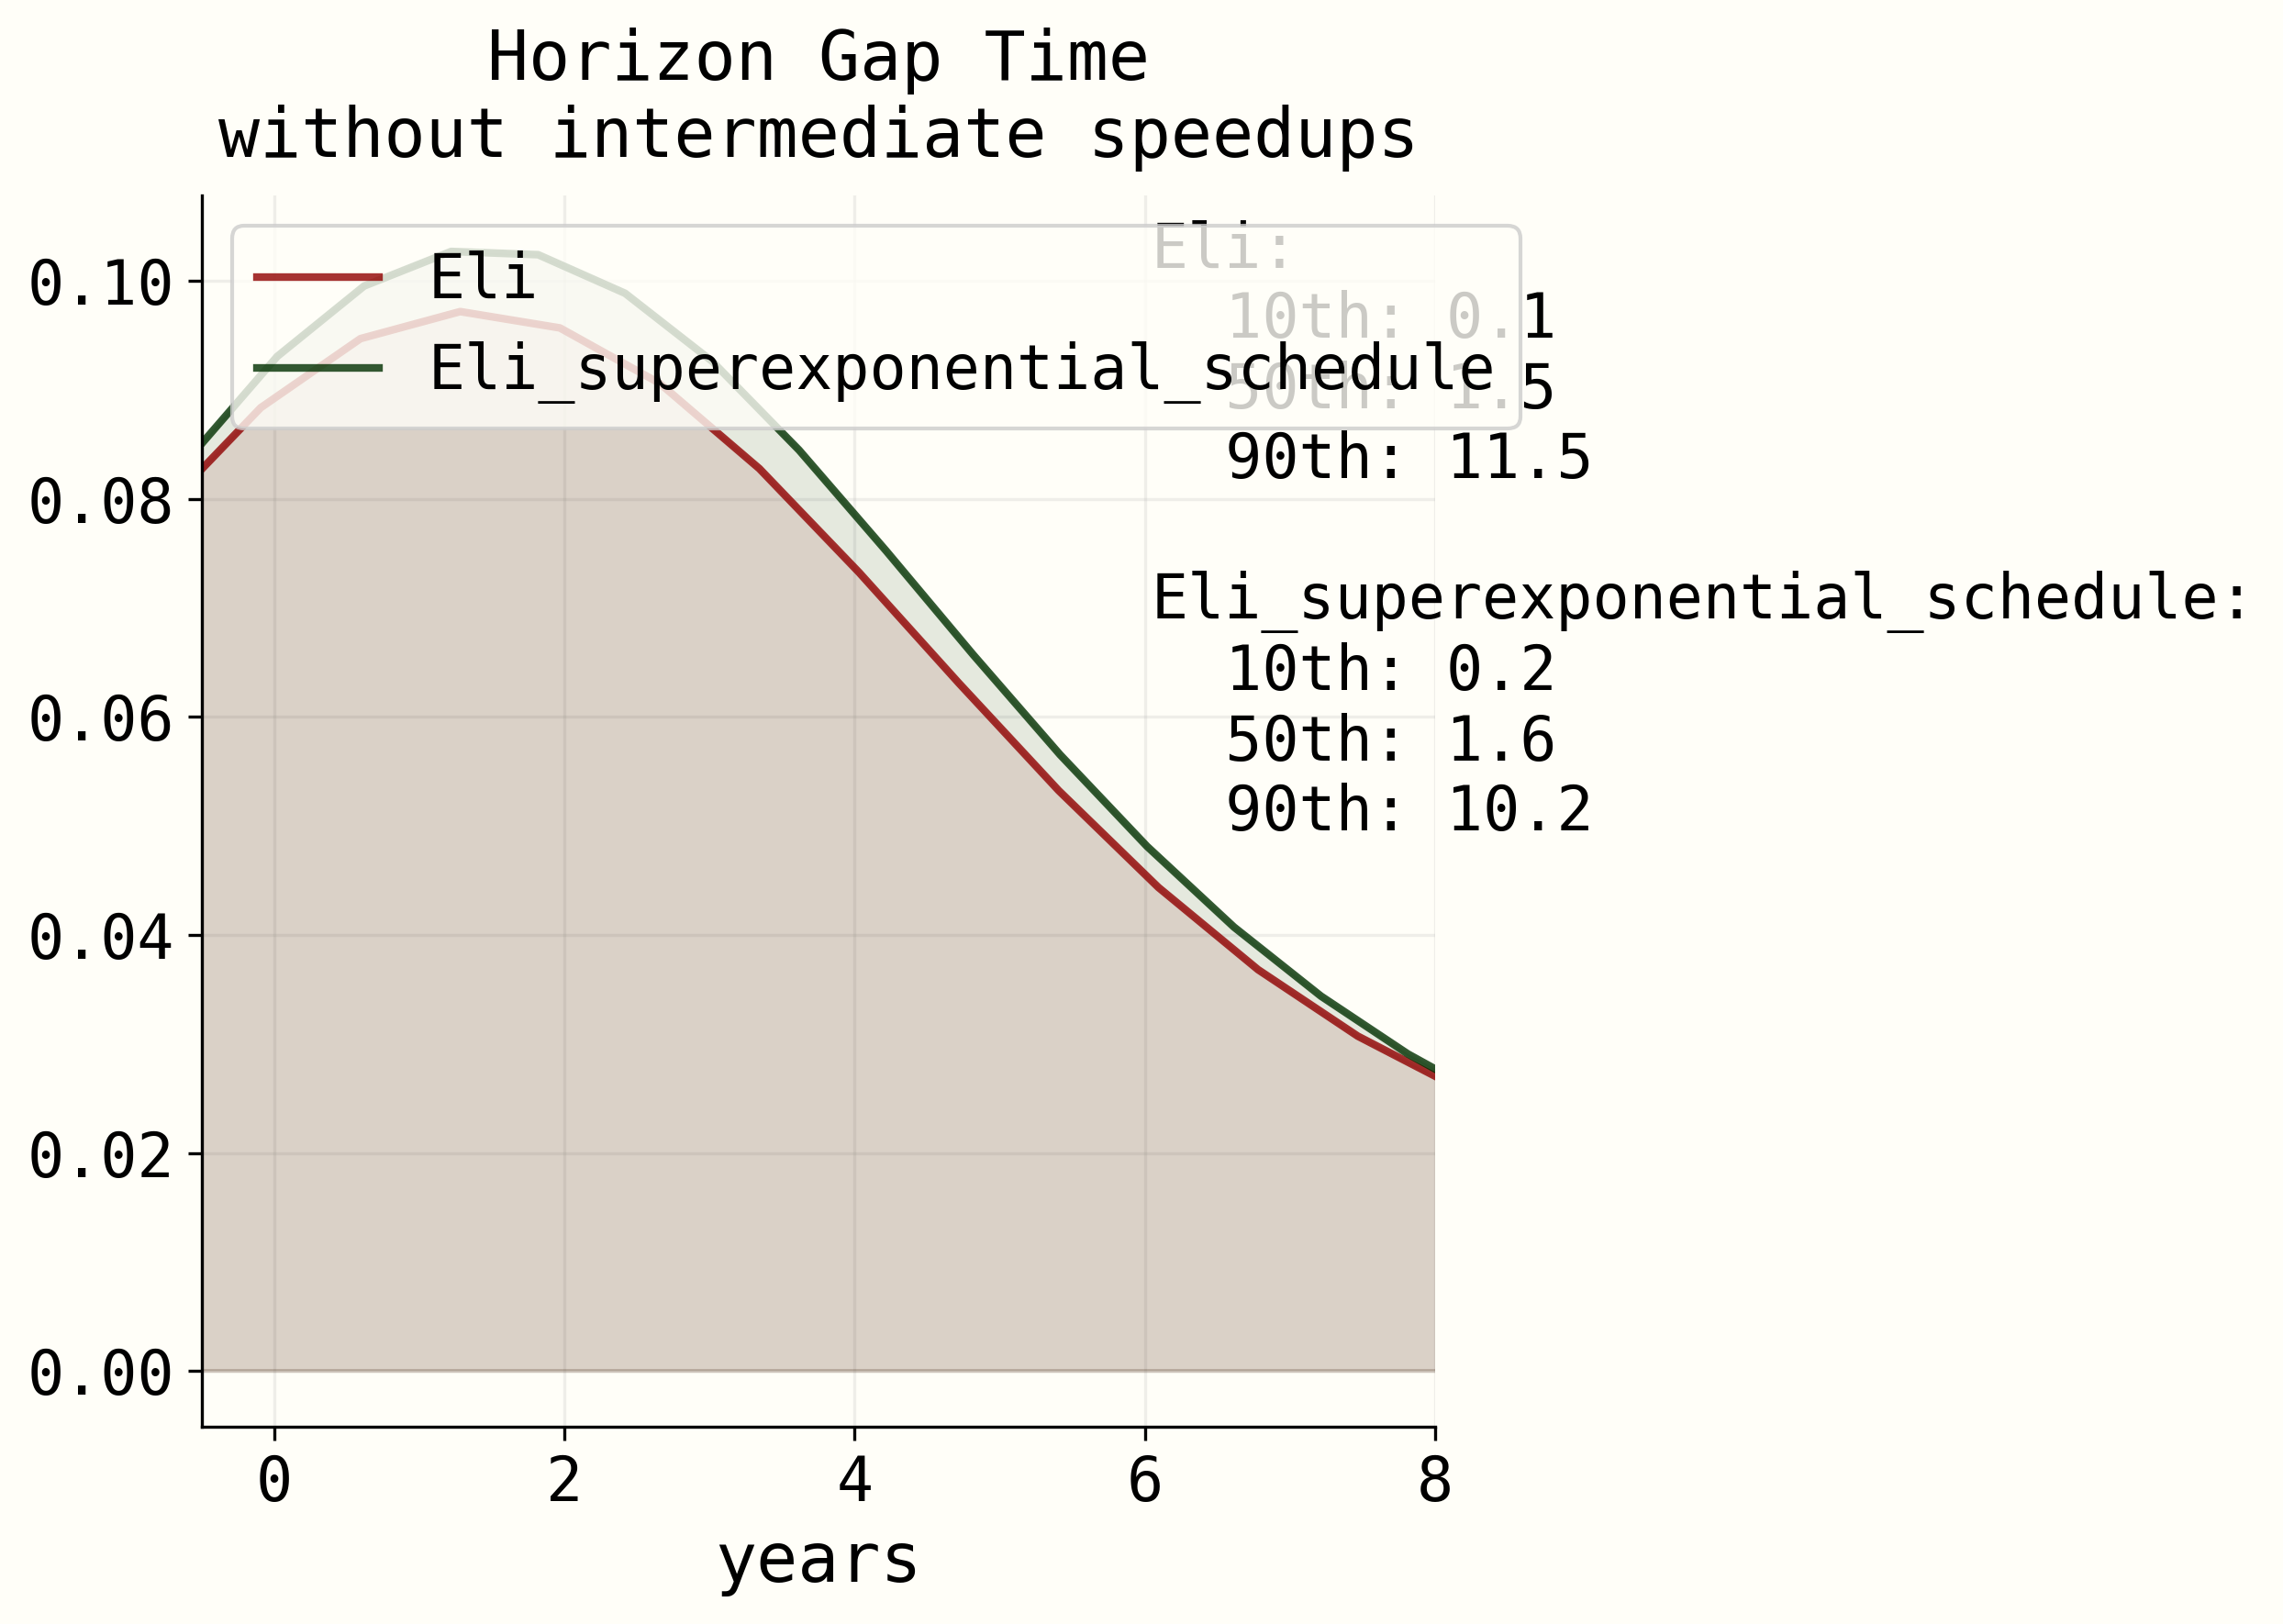 Horizon Gap Time
without intermediate speedups
Eli
Eli_superexponential_schedule
Eli:
10th: 0.1
50th: 1.5
90th: 11.5
Eli_superexponential_schedule:
10th: 0.2
50th: 1.6
90th: 10.2
0.10
0.08
0.06
0.04
0.02
0.00
0 2 4 6 8
years